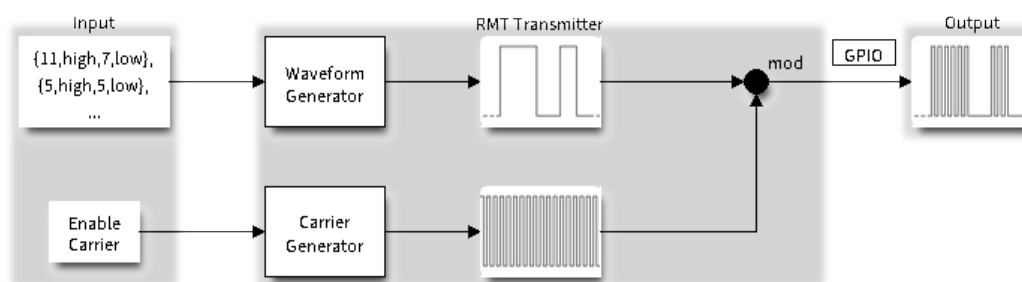 Input
RMT Transmitter
Output
{11,high,7,low},
{5,high,5,low},
...
Waveform
Generator
mod
GPIO
Enable
Carrier
Carrier
Generator